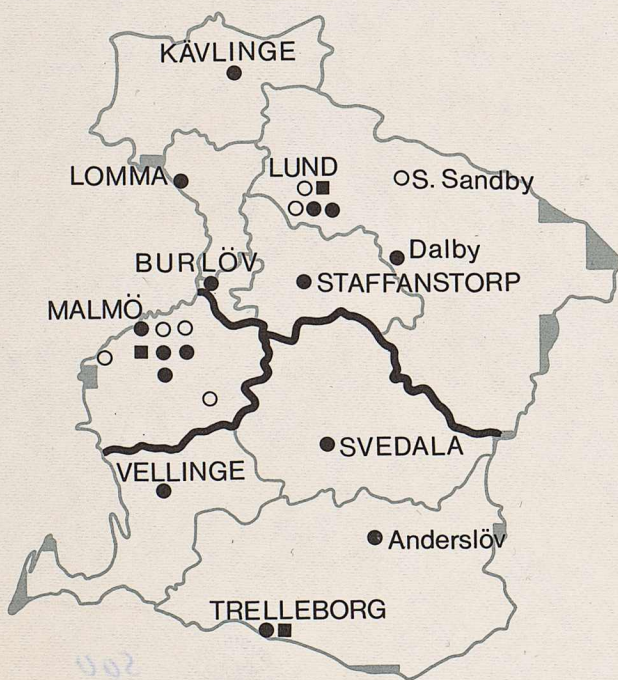 KÄVLINGE
LOMMA
LUND
S. Sandby
BURLÖV
Dalby
STAFFANSTORP
MALMÖ
SVEDALA
VELLINGE
Anderslöv
TRELLEBORG